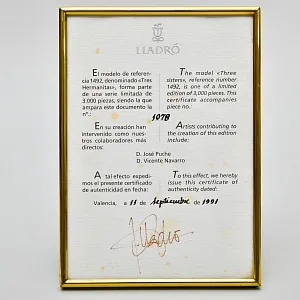 LLADRÓ
El modelo de referen-
cia 1492, denominado «Tres
Hermanitas», forma parte
de una serie limitada de
3.000 piezas, siendo la que
ampara este documento la
n.º:
The model «Three
sisters», reference number
1492, is one of a limited
edition of 3,000 pieces. This
certificate accompanies
piece no.:
1078
En su creación han
intervenido como nuestros
colaboradores más
directos:
Artists contributing to
the creation of this edition
include:
D. José Puche
D. Vicente Navarro
A tal efecto expedi-
mos el presente certificado
de autenticidad en fecha:
To this effect, we hereby
issue this certificate of
authenticity dated:
Valencia, a 11 de Septiembre de 1991